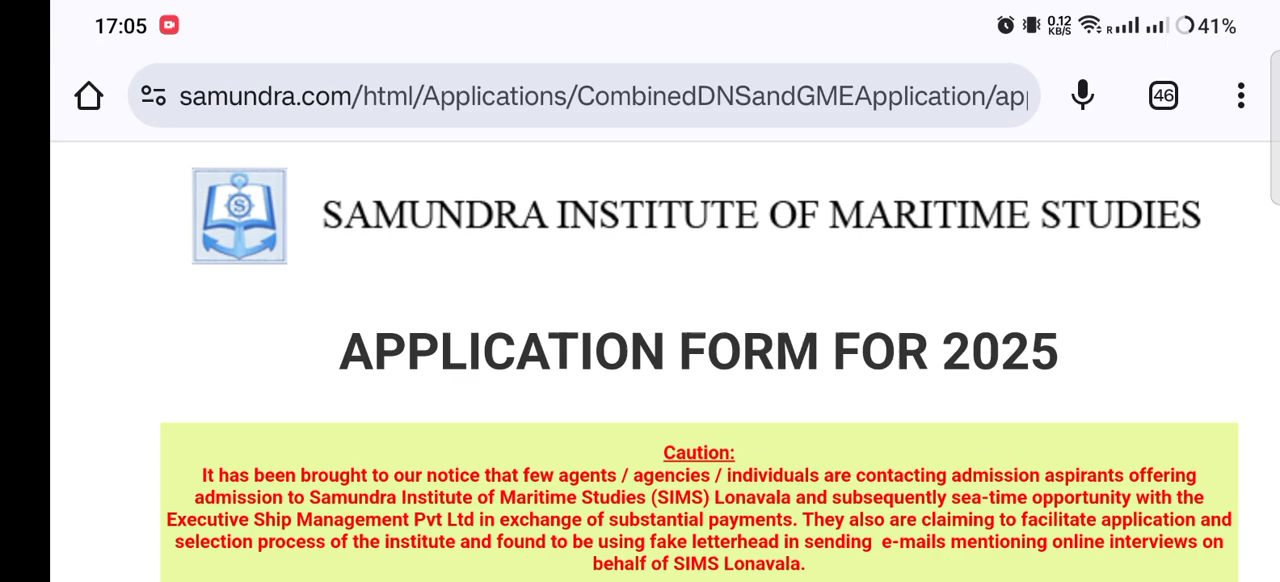 17:05
0.12 KB/S R 41%
samundra.com/html/Applications/CombinedDNSandGMEApplication/app
46
S
SAMUNDRA INSTITUTE OF MARITIME STUDIES
APPLICATION FORM FOR 2025
Caution:
It has been brought to our notice that few agents / agencies / individuals are contacting admission aspirants offering
admission to Samundra Institute of Maritime Studies (SIMS) Lonavala and subsequently sea-time opportunity with the
Executive Ship Management Pvt Ltd in exchange of substantial payments. They also are claiming to facilitate application and
selection process of the institute and found to be using fake letterhead in sending  e-mails mentioning online interviews on
behalf of SIMS Lonavala.